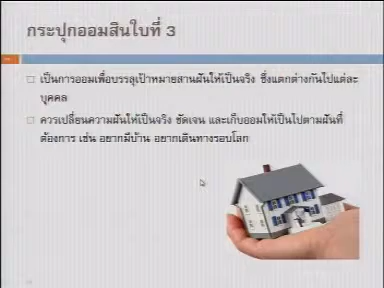 กระปุกออมสินใบที่ 3
เป็นการออมเพื่อบรรลุเป้าหมายสานฝันให้เป็นจริง ซึ่งแตกต่างกันไปแต่ละ
บุคคล
ควรเปลี่ยนความฝันให้เป็นจริง ชัดเจน และเก็บออมให้เป็นไปตามฝันที่
ต้องการ เช่น อยากมีบ้าน อยากเดินทางรอบโลก